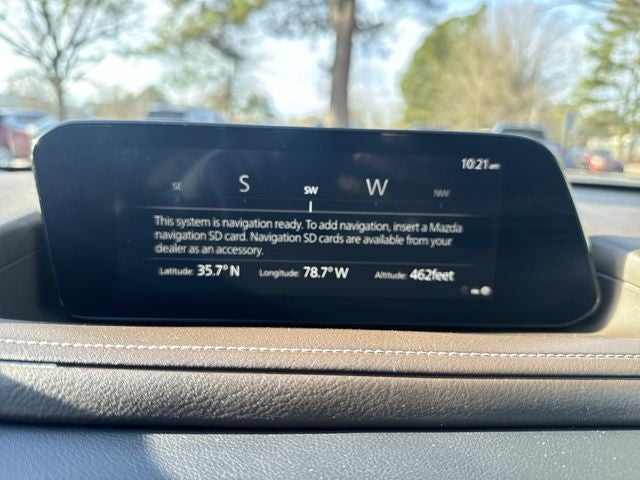 10:21am
SE S SW W NW
This system is navigation ready. To add navigation, insert a Mazda
navigation SD card. Navigation SD cards are available from your
dealer as an accessory.
Latitude: 35.7° N Longitude: 78.7° W Altitude: 462feet